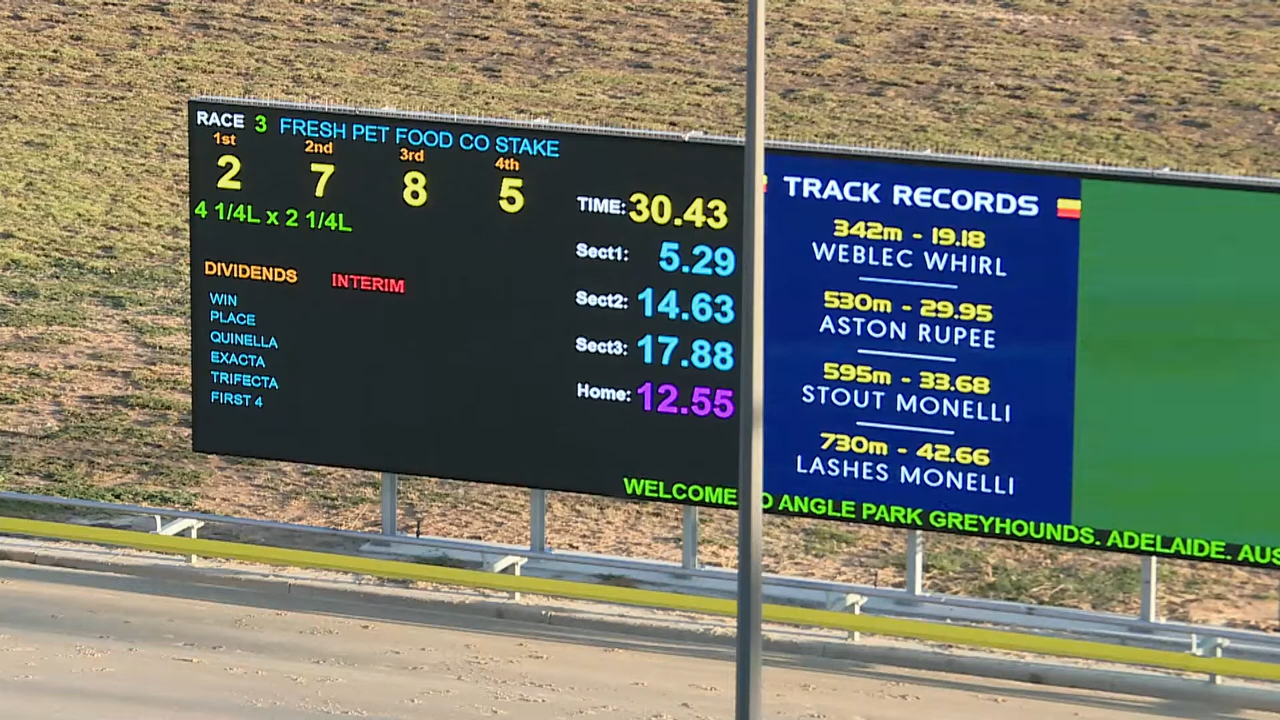 RACE 3 FRESH PET FOOD CO STAKE
1st 2nd 3rd 4th
2 7 8 5
4 1/4L x 2 1/4L
TIME: 30.43
Sect1: 5.29
Sect2: 14.63
Sect3: 17.88
Home: 12.55
DIVIDENDS INTERIM
WIN
PLACE
QUINELLA
EXACTA
TRIFECTA
FIRST 4
TRACK RECORDS
342m - 19.18
WEBLEC WHIRL
530m - 29.95
ASTON RUPEE
595m - 33.68
STOUT MONELLI
730m - 42.66
LASHES MONELLI
WELCOME O ANGLE PARK GREYHOUNDS. ADELAIDE. AUS